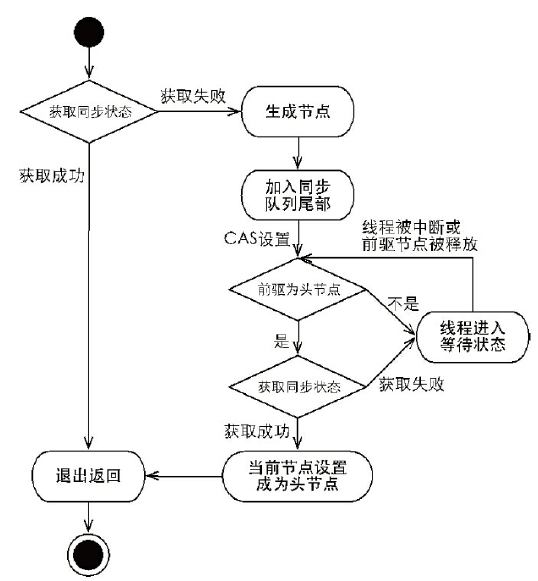 获取同步状态
获取失败
生成节点
获取成功
加入同步
队列尾部
CAS设置
线程被中断或
前驱节点被释放
前驱为头节点
不是
线程进入
等待状态
是
获取同步状态
获取失败
获取成功
退出返回
当前节点设置
成为头节点